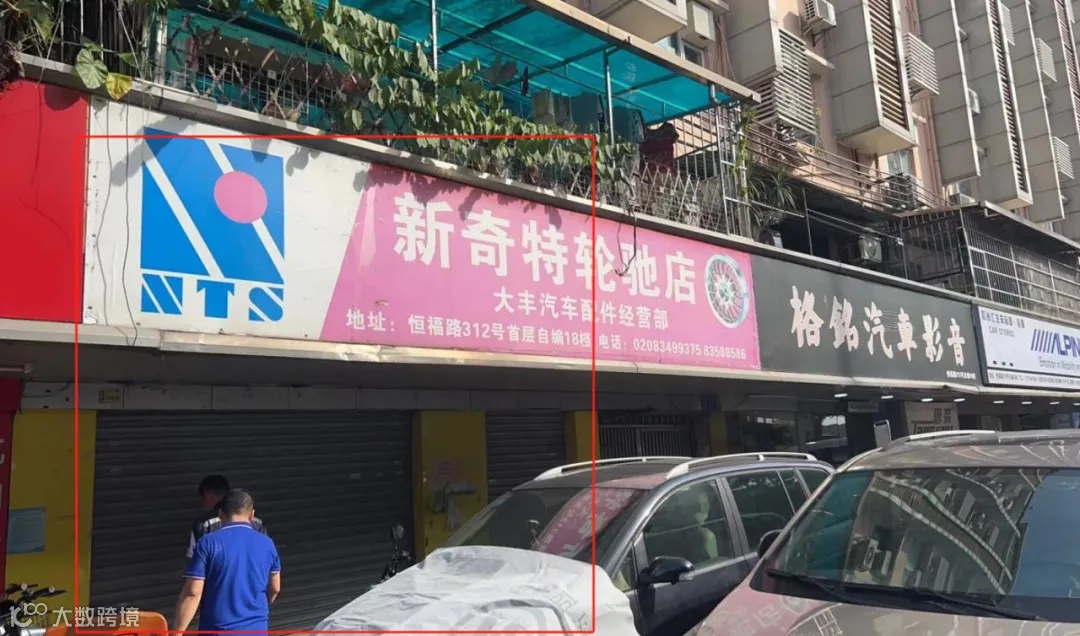 NTS
新奇特轮驰店
大丰汽车配件经营部
地址：恒福路312号首层自编18档 电话：02083499375 83588586
裕銘汽車影音
ALPINE
大数跨境